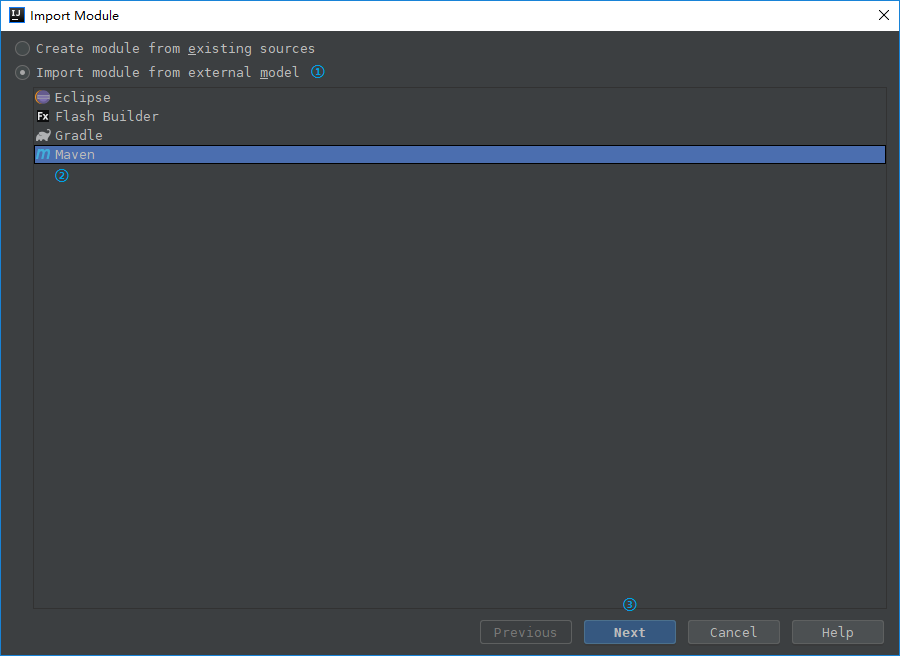 Import Module
Create module from existing sources
Import module from external model ①
Eclipse
Fx Flash Builder
Gradle
m Maven
②
③
Previous Next Cancel Help